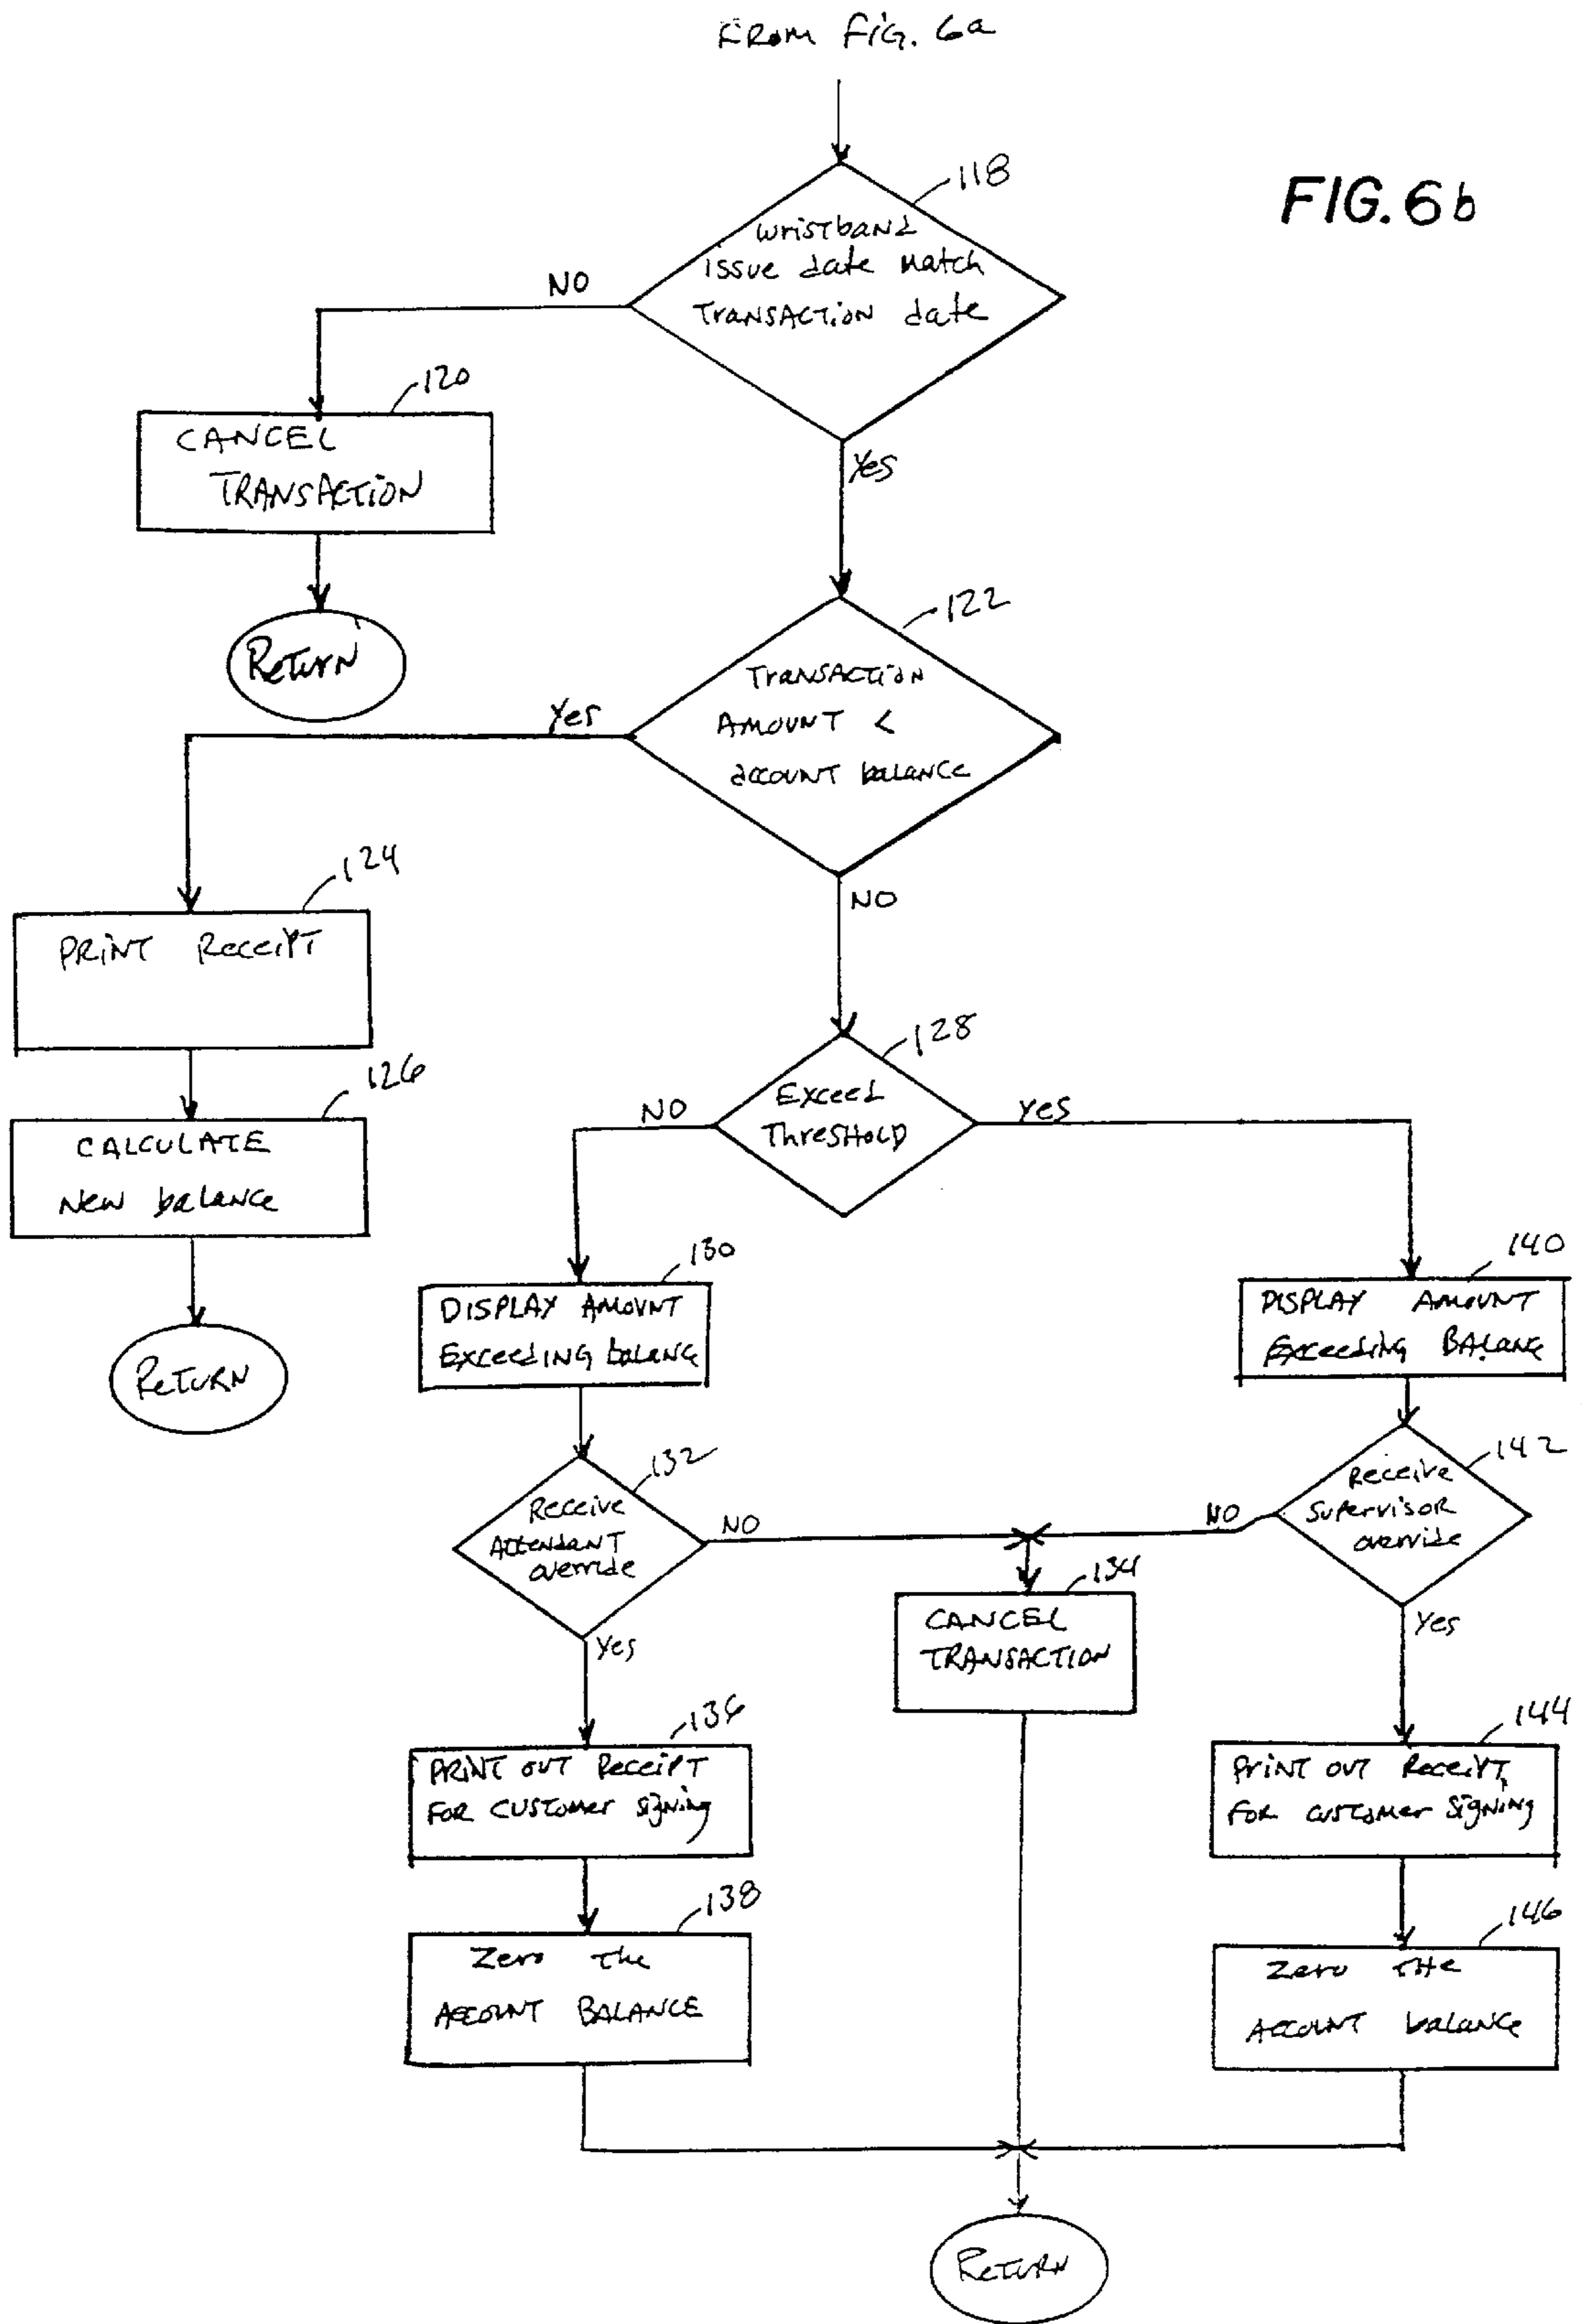 FROM FIG. 6a
FIG. 6b
118
Wristband
issue date match
TRANSACTION date
NO
120
CANCEL
TRANSACTION
Yes
Return
122
TRANSACTION
AMOUNT <
account balance
Yes
124
PRINT Receipt
NO
126
CALCULATE
New balance
128
Exceed
Threshold
NO
YES
Return
130
DISPLAY AMOUNT
Exceeding balance
140
DISPLAY AMOUNT
Exceeding BALANCE
132
Receive
Attendant
override
NO
142
Receive
Supervisor
override
NO
134
CANCEL
TRANSACTION
Yes
Yes
136
PRINT OUT Receipt
FOR CUSTOMER signing
144
Print out Receipt
For customer signing
138
Zero the
ACCOUNT BALANCE
146
Zero the
Account balance
Return